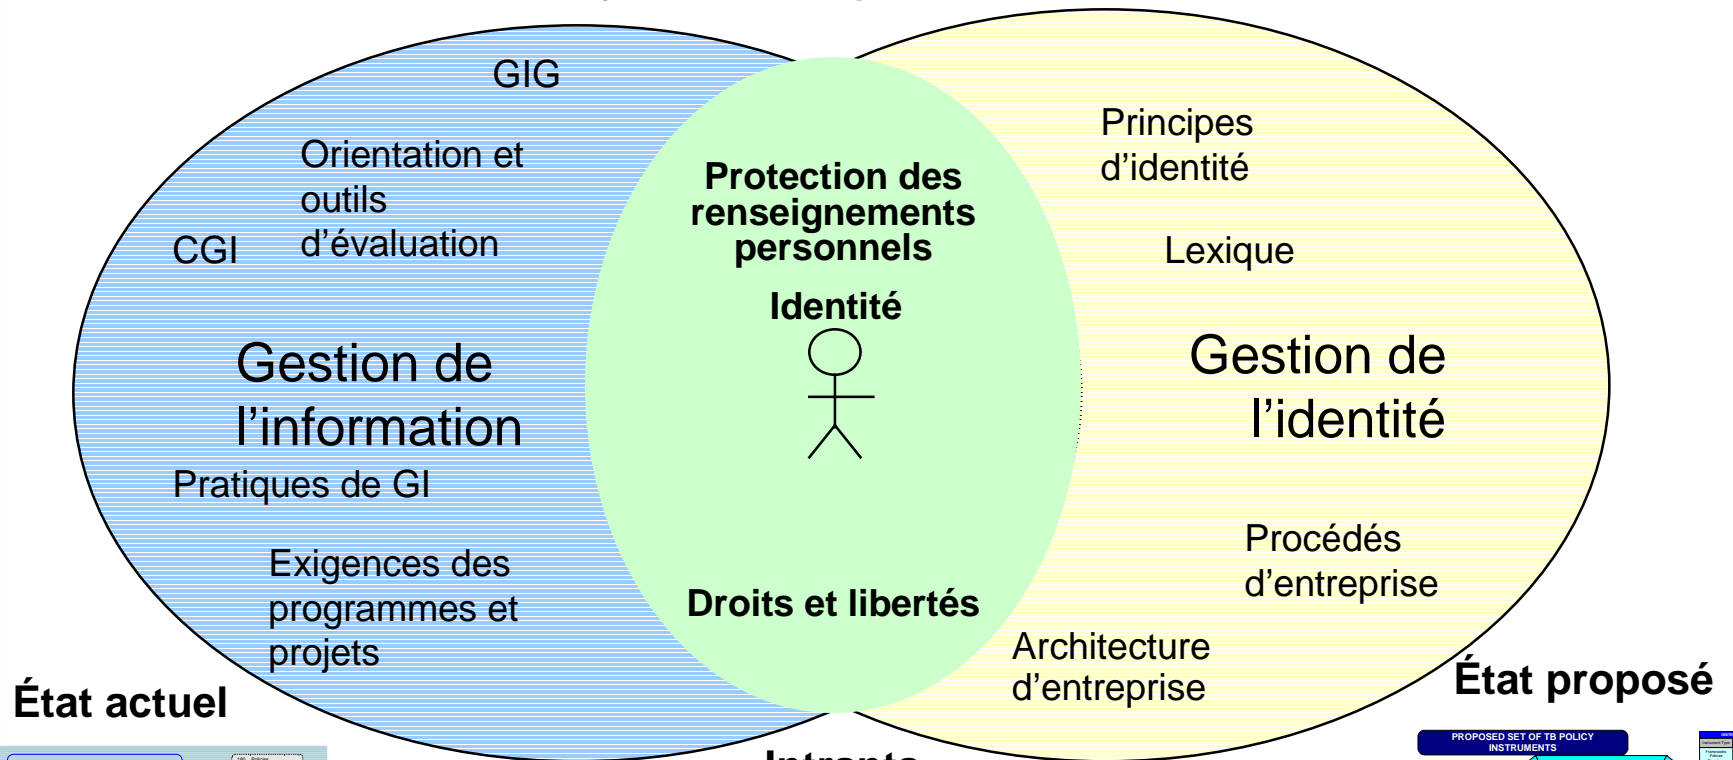 GIG
Orientation et
outils
d’évaluation
CGI
Gestion de
l’information
Pratiques de GI
Exigences des
programmes et
projets
Protection des
renseignements
personnels
Identité
Droits et libertés
Principes
d’identité
Lexique
Gestion de
l’identité
Procédés
d’entreprise
Architecture
d’entreprise
État actuel
État proposé
Intrants
PROPOSED SET OF TB POLICY
INSTRUMENTS